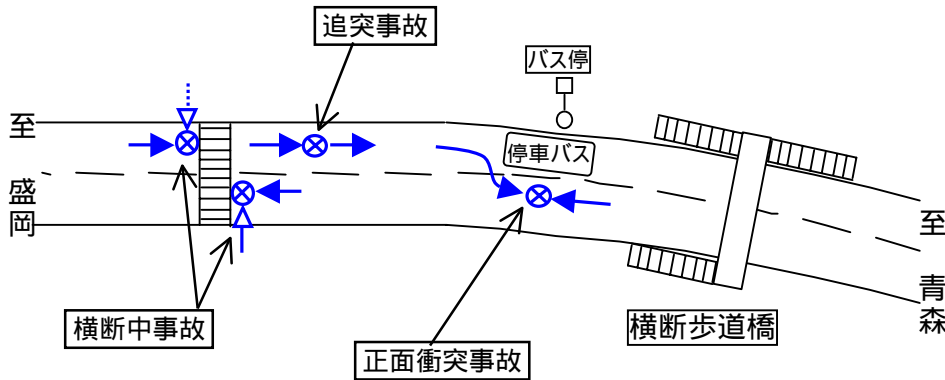 追突事故
バス停
至 盛岡
停車バス
至 青森
横断中事故
横断歩道橋
正面衝突事故